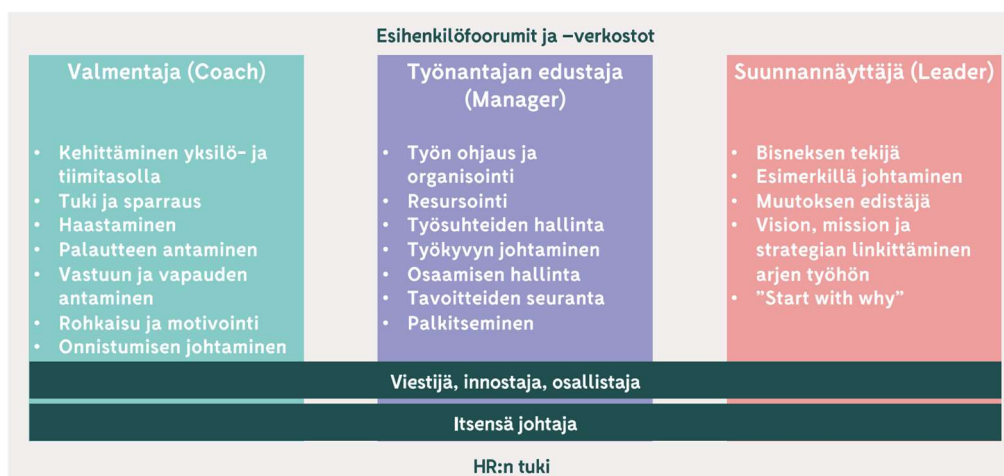 Esihenkilöfoorumit ja –verkostot
Valmentaja (Coach)
• Kehittäminen yksilö- ja
tiimitasolla
• Tuki ja sparraus
• Haastaminen
• Palautteen antaminen
• Vastuun ja vapauden
antaminen
• Rohkaisu ja motivointi
• Onnistumisen johtaminen
Työnantajan edustaja
(Manager)
• Työn ohjaus ja
organisointi
• Resursointi
• Työsuhteiden hallinta
• Työkyvyn johtaminen
• Osaamisen hallinta
• Tavoitteiden seuranta
• Palkitseminen
Suunnannäyttäjä (Leader)
• Bisneksen tekijä
• Esimerkillä johtaminen
• Muutoksen edistäjä
• Vision, mission ja
strategian linkittäminen
arjen työhön
• ”Start with why”
Viestijä, innostaja, osallistaja
Itsensä johtaja
HR:n tuki